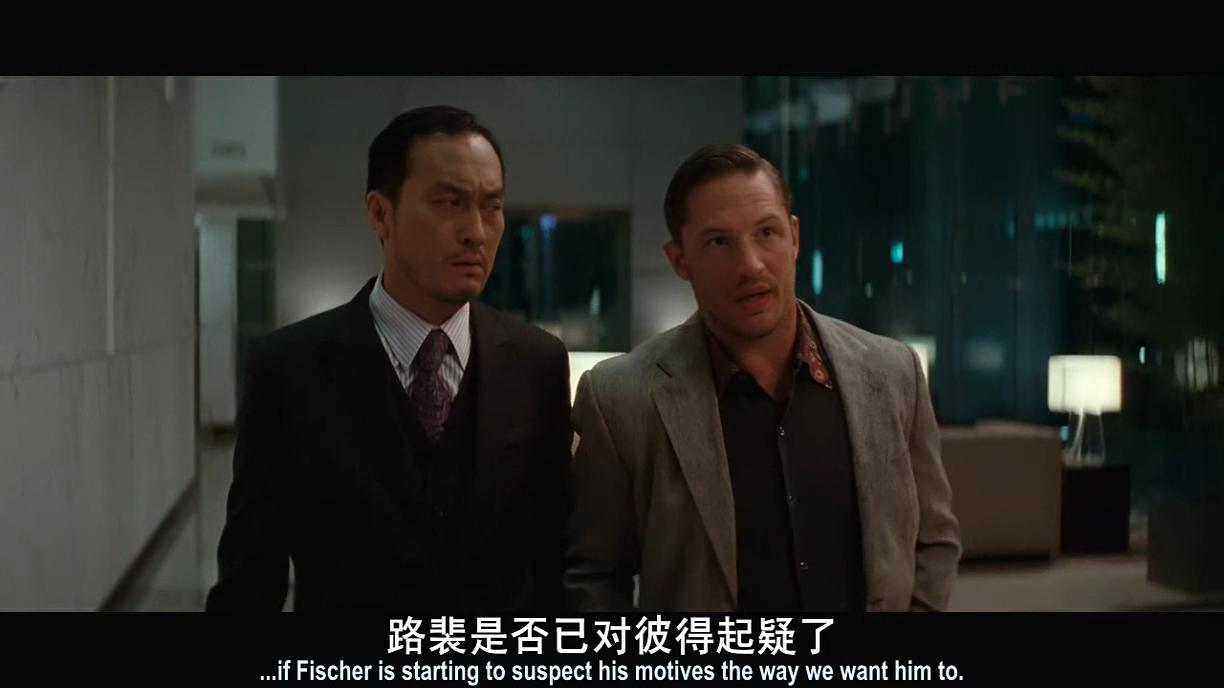 路裴是否已对彼得起疑了
...if Fischer is starting to suspect his motives the way we want him to.